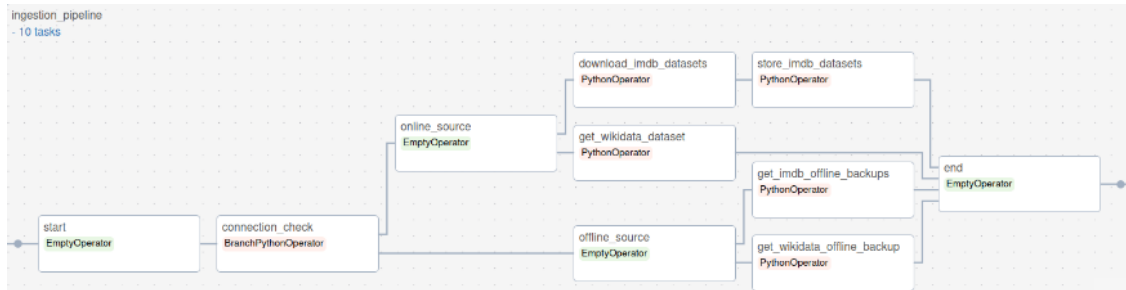 ingestion_pipeline
- 10 tasks
download_imdb_datasets
PythonOperator
store_imdb_datasets
PythonOperator
online_source
EmptyOperator
get_wikidata_dataset
PythonOperator
get_imdb_offline_backups
PythonOperator
end
EmptyOperator
start
EmptyOperator
connection_check
BranchPythonOperator
offline_source
EmptyOperator
get_wikidata_offline_backup
PythonOperator